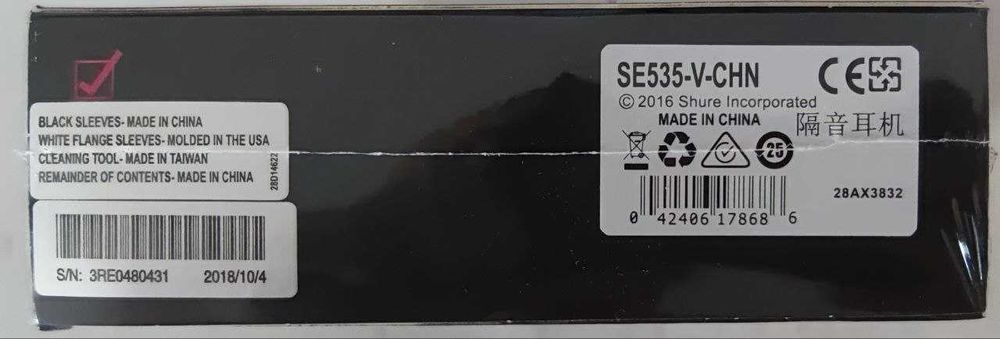 BLACK SLEEVES- MADE IN CHINA
WHITE FLANGE SLEEVES- MOLDED IN THE USA
CLEANING TOOL- MADE IN TAIWAN
REMAINDER OF CONTENTS- MADE IN CHINA
28D14622
S/N: 3RE0480431 2018/10/4
SE535-V-CHN CE
© 2016 Shure Incorporated
MADE IN CHINA
隔音耳机
25
28AX3832
0 42406 17868 6